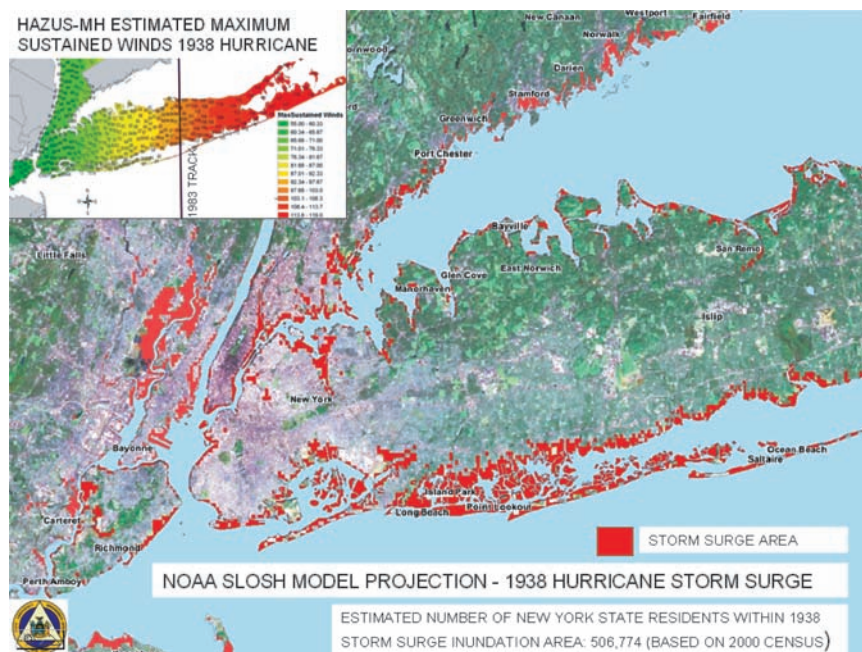 HAZUS-MH ESTIMATED MAXIMUM
SUSTAINED WINDS 1938 HURRICANE
MaxSustained Winds
1983 TRACK
New Canaan
Westport
Fairfield
Norwalk
Darien
Stamford
Greenwich
Port Chester
Little Falls
Bayville
San Remo
Glen Cove
East Norwich
Manorhaven
Islip
New York
Bayonne
Ocean Beach
Saltaire
Island Park
Long Beach
Point Lookout
Carteret
Richmond
Perth Amboy
STORM SURGE AREA
NOAA SLOSH MODEL PROJECTION - 1938 HURRICANE STORM SURGE
ESTIMATED NUMBER OF NEW YORK STATE RESIDENTS WITHIN 1938
STORM SURGE INUNDATION AREA: 506,774 (BASED ON 2000 CENSUS)